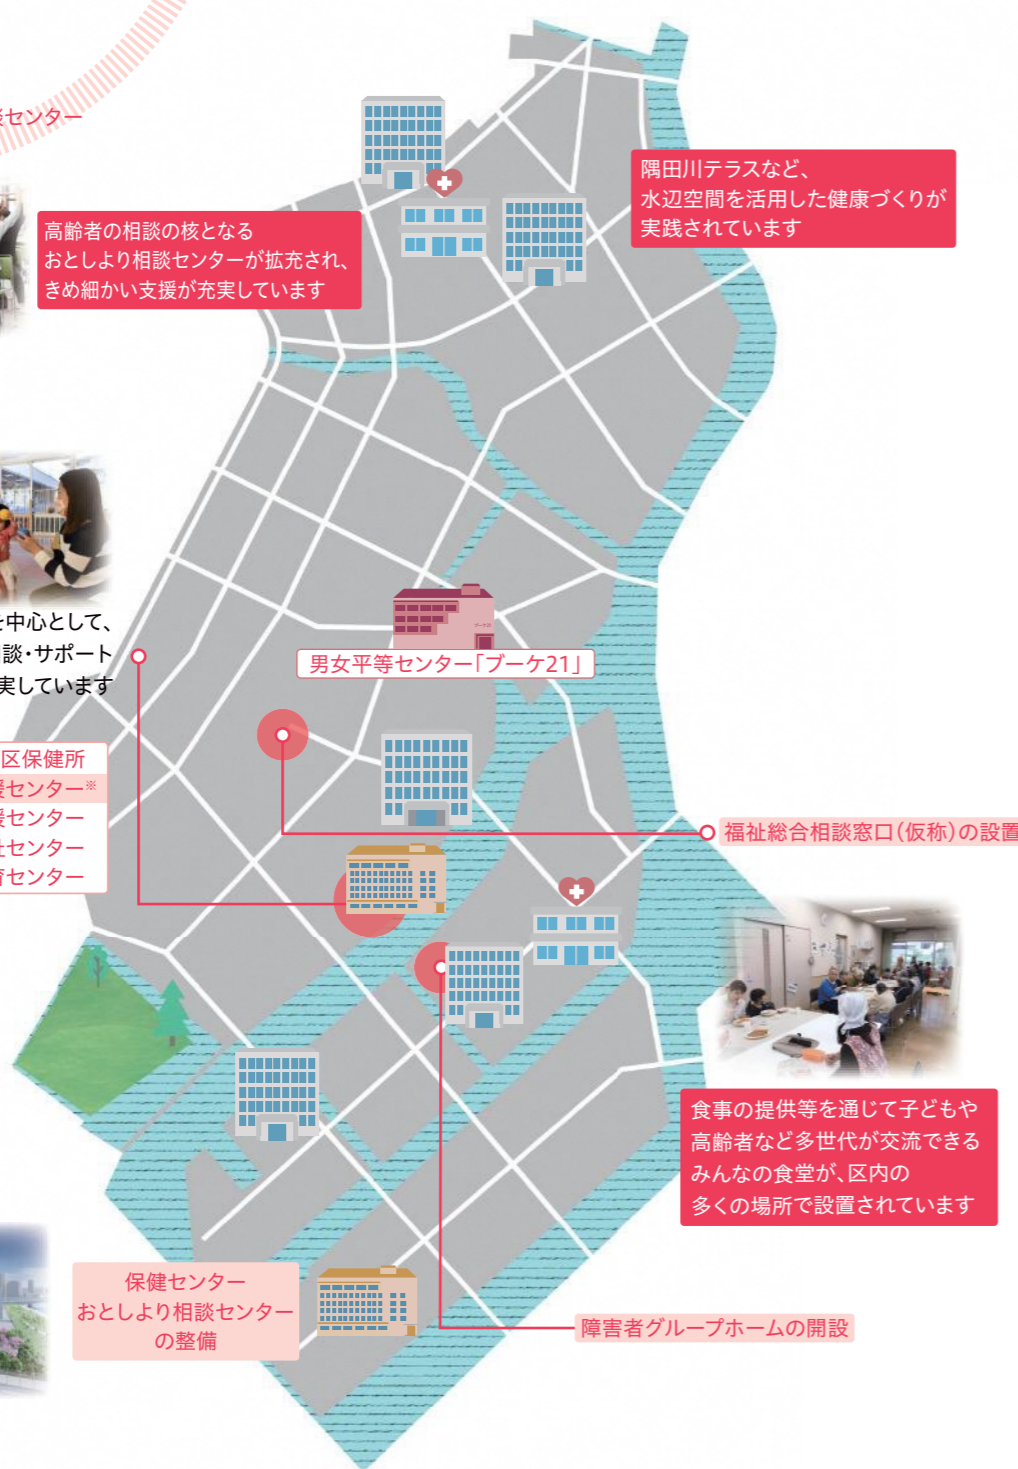 センター
高齢者の相談の核となる
おとしより相談センターが拡充され、
きめ細かい支援が充実しています
隅田川テラスなど、
水辺空間を活用した健康づくりが
実践されています
を中心として、
談・サポート
実しています
男女平等センター「ブーケ21」
区保健所
援センター※
援センター
祉センター
育センター
福祉総合相談窓口(仮称)の設置
食事の提供等を通じて子どもや
高齢者など多世代が交流できる
みんなの食堂が、区内の
多くの場所で設置されています
保健センター
おとしより相談センター
の整備
障害者グループホームの開設